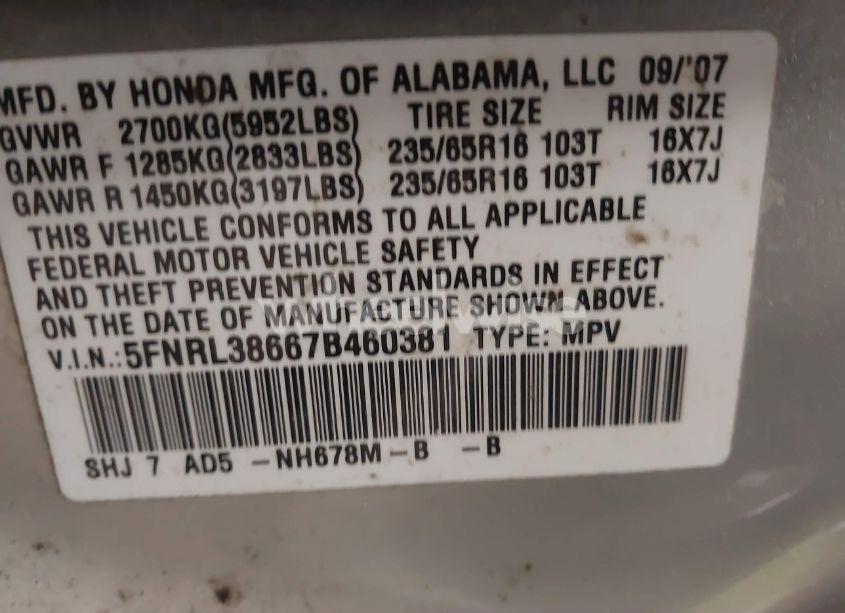 MFD. BY HONDA MFG. OF ALABAMA, LLC 09/'07
GVWR 2700KG(5952LBS) TIRE SIZE RIM SIZE
GAWR F 1285KG(2833LBS) 235/65R16 103T 16X7J
GAWR R 1450KG(3197LBS) 235/65R16 103T 16X7J
THIS VEHICLE CONFORMS TO ALL APPLICABLE
FEDERAL MOTOR VEHICLE SAFETY
AND THEFT PREVENTION STANDARDS IN EFFECT
ON THE DATE OF MANUFACTURE SHOWN ABOVE.
V.I.N.:5FNRL38667B460381 TYPE: MPV
SHJ 7 AD5 -NH678M-B -B